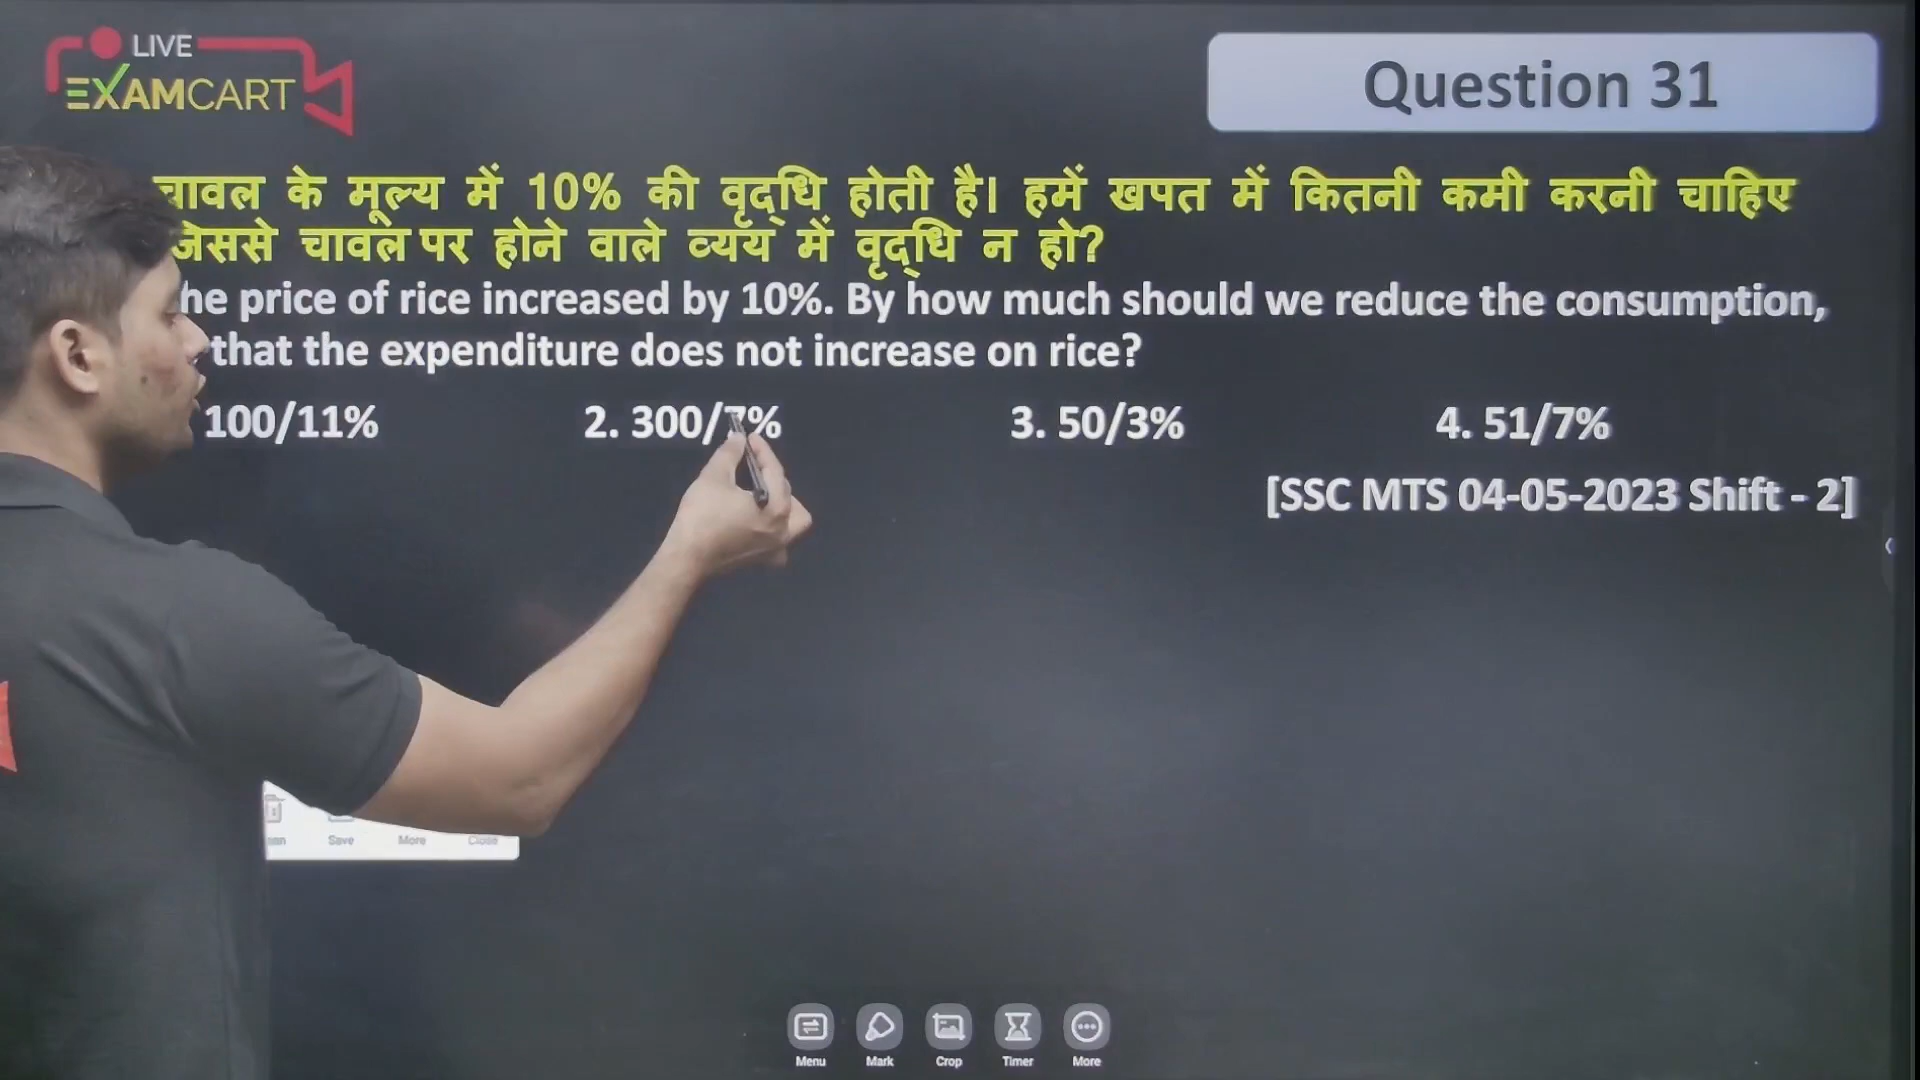 LIVE
EXAMCART
Question 31
चावल के मूल्य में 10% की वृद्धि होती है। हमें खपत में कितनी कमी करनी चाहिए
जिससे चावल पर होने वाले व्यय में वृद्धि न हो?
he price of rice increased by 10%. By how much should we reduce the consumption,
that the expenditure does not increase on rice?
100/11% 2. 300/7% 3. 50/3% 4. 51/7%
[SSC MTS 04-05-2023 Shift - 2]
Save More Close
Menu Mark Crop Timer More